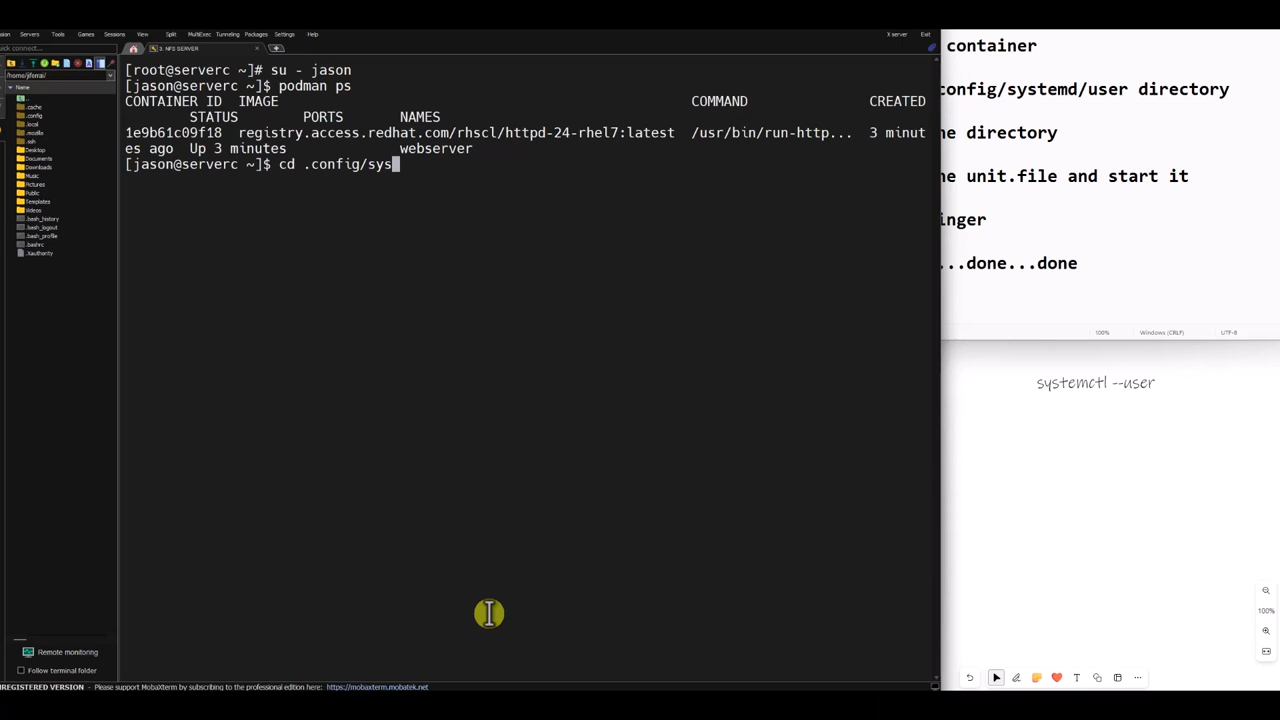 ssion Servers Tools Games Sessions View Split MultiExec Tunneling Packages Settings Help X server Exit
ick connect...
3. NFS SERVER
/home/jferrai/
Name
..
.cache
.config
.local
.mozilla
.ssh
Desktop
Documents
Downloads
Music
Pictures
Public
Templates
Videos
.bash_history
.bash_logout
.bash_profile
.bashrc
.Xauthority
Remote monitoring
Follow terminal folder
[root@serverc ~]# su - jason
[jason@serverc ~]$ podman ps
CONTAINER ID IMAGE COMMAND CREATED
STATUS PORTS NAMES
1e9b61c09f18 registry.access.redhat.com/rhscl/httpd-24-rhel7:latest /usr/bin/run-http... 3 minut
es ago Up 3 minutes webserver
[jason@serverc ~]$ cd .config/sys
NREGISTERED VERSION - Please support MobaXterm by subscribing to the professional edition here: https://mobaxterm.mobatek.net
container
onfig/systemd/user directory
ne directory
ne unit.file and start it
inger
...done...done
100% Windows (CRLF) UTF-8
systemctl --user
100%